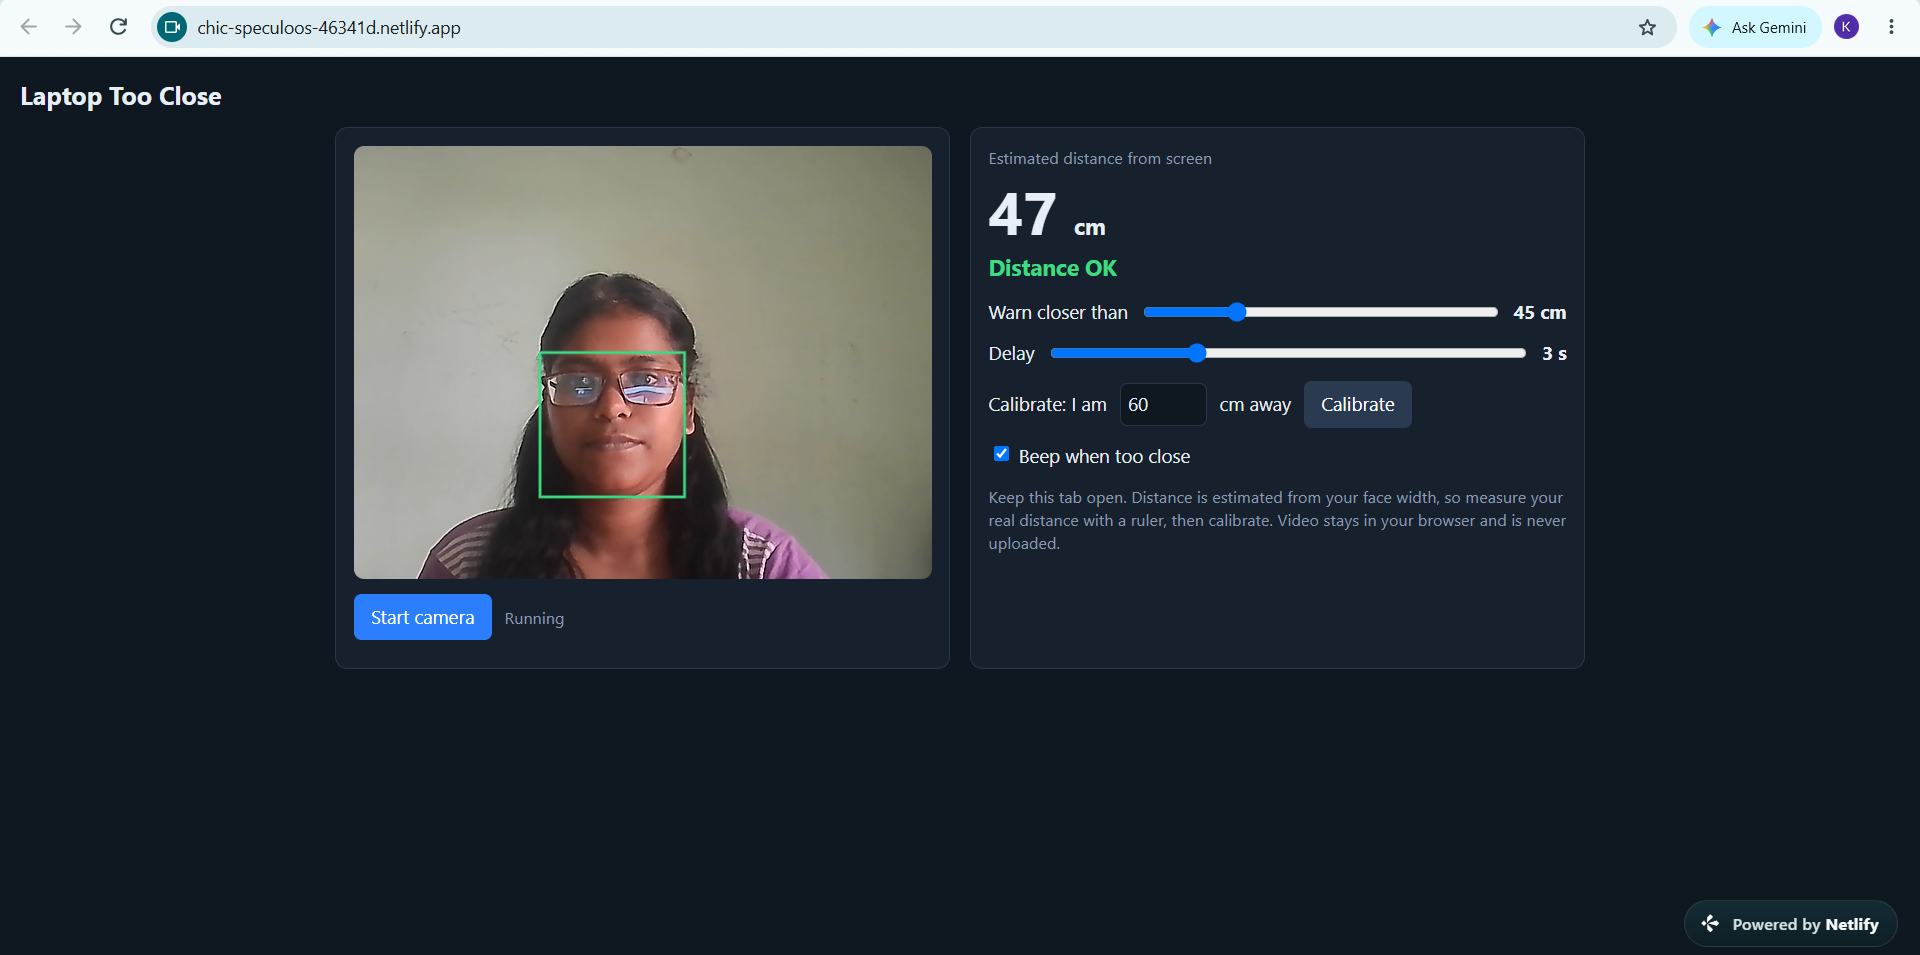 chic-speculoos-46341d.netlify.app
Ask Gemini
K
Laptop Too Close
Estimated distance from screen
47 cm
Distance OK
Warn closer than 45 cm
Delay 3 s
Calibrate: I am 60 cm away Calibrate
Beep when too close
Keep this tab open. Distance is estimated from your face width, so measure your
real distance with a ruler, then calibrate. Video stays in your browser and is never
uploaded.
Start camera Running
Powered by Netlify